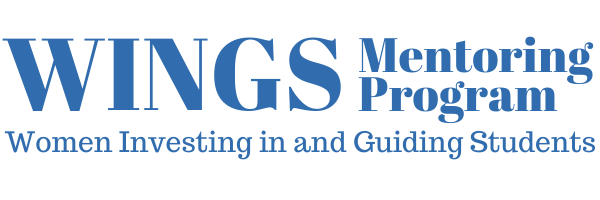 WINGS Mentoring
Program
Women Investing in and Guiding Students